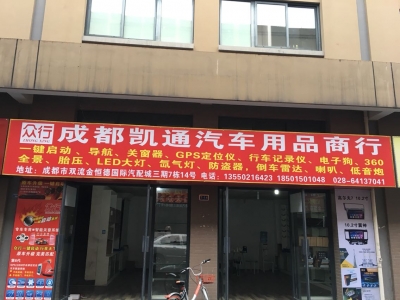 众行
ZHONG XING
成都凯通汽车用品商行
一键启动、导航、关窗器、GPS定位仪、行车记录仪、电子狗、360
全景、胎压、LED大灯、氙气灯、防盗器，倒车雷达、喇叭、低音炮
地址：成都市双流金恒德国际汽配城三期7栋14号 电话：13550216423 18501501048 028-64137041